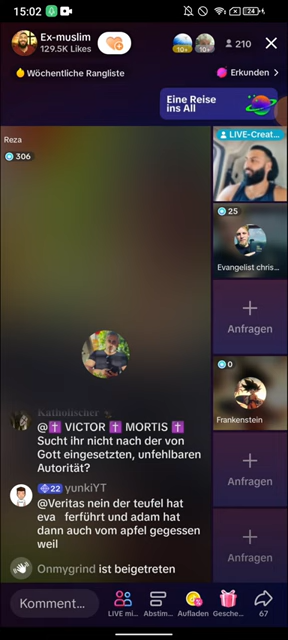 15:02
24
Ex-muslim
129.5K Likes
10+
10+
210
Wöchentliche Rangliste
Erkunden
Eine Reise
ins All
Reza
306
LIVE-Creat...
25
Evangelist chris...
Anfragen
0
Frankenstein
Anfragen
Anfragen
Katholischer
@✝️ VICTOR ✝️ MORTIS ✝️
Sucht ihr nicht nach der von
Gott eingesetzten, unfehlbaren
Autorität?
22 yunkiYT
@Veritas nein der teufel hat
eva ferführt und adam hat
dann auch vom apfel gegessen
weil
Onmygrind ist beigetreten
Komment...
LIVE mi...
Abstim...
Aufladen
Gesche...
67